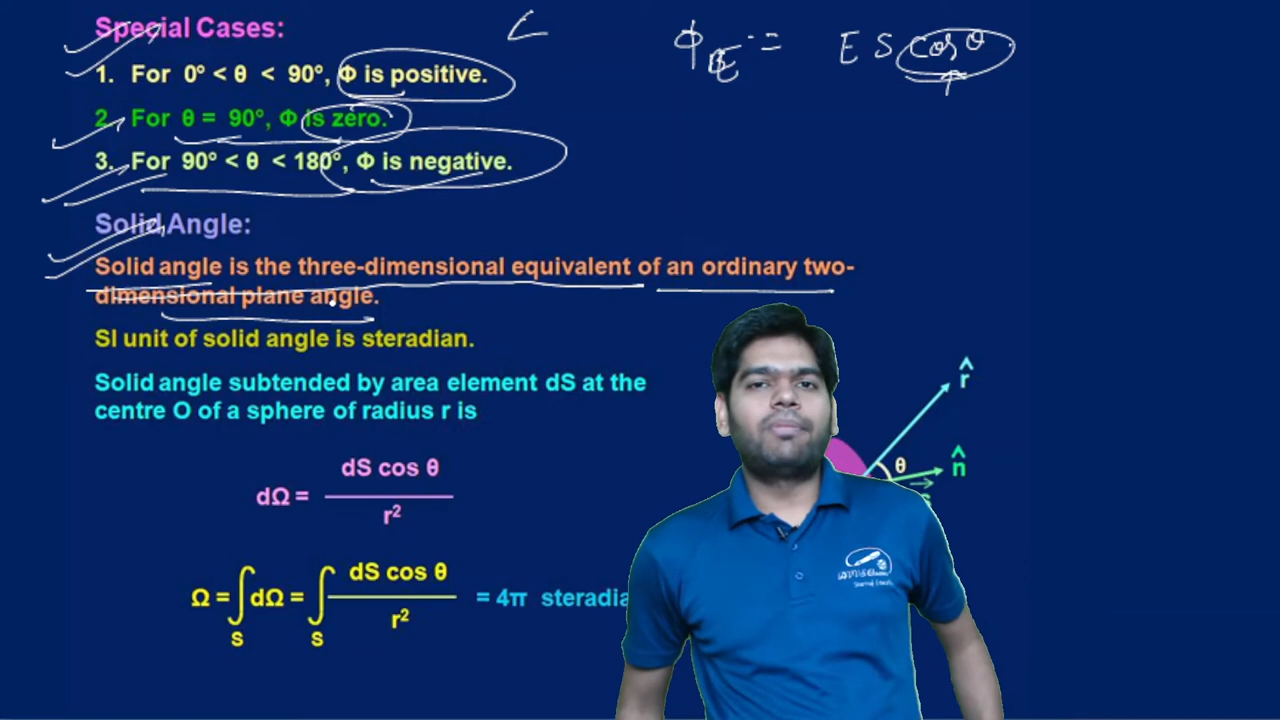 Special Cases:
Φ_E = E S cos θ
1. For 0° < θ < 90°, Φ is positive.
2. For θ = 90°, Φ is zero.
3. For 90° < θ < 180°, Φ is negative.
Solid Angle:
Solid angle is the three-dimensional equivalent of an ordinary two-
dimensional plane angle.
SI unit of solid angle is steradian.
Solid angle subtended by area element dS at the
centre O of a sphere of radius r is
r̂
θ
n̂
dΩ = dS cos θ / r²
Ω = ∫S dΩ = ∫S dS cos θ / r² = 4π steradia